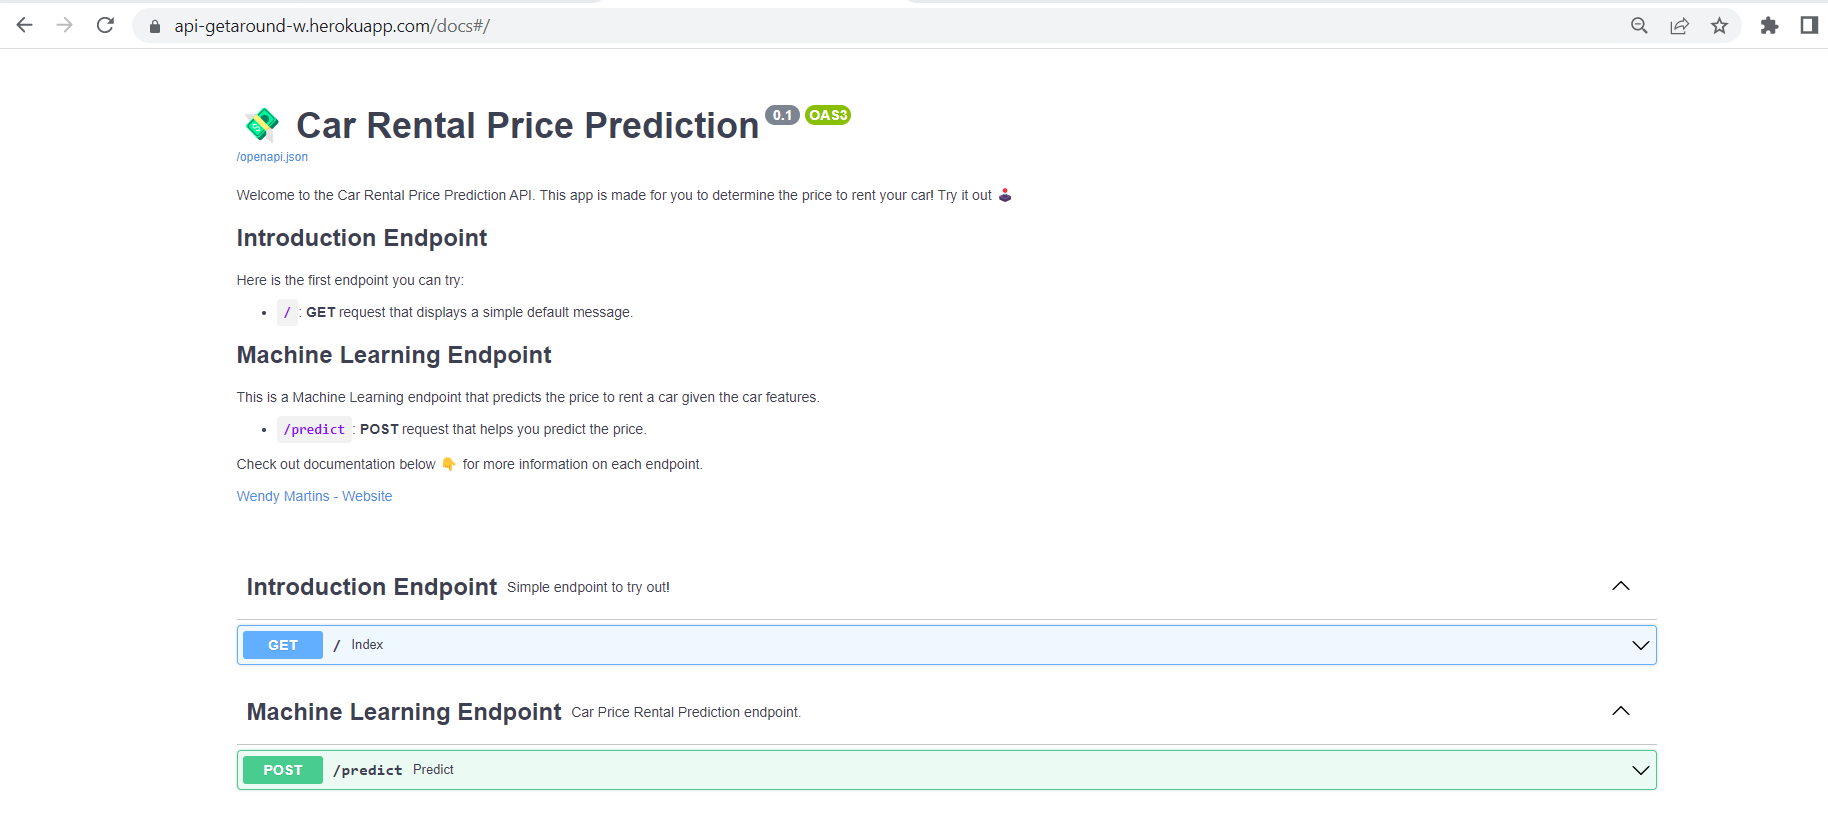 api-getaround-w.herokuapp.com/docs#/
Car Rental Price Prediction 0.1 OAS3
/openapi.json
Welcome to the Car Rental Price Prediction API. This app is made for you to determine the price to rent your car! Try it out
Introduction Endpoint
Here is the first endpoint you can try:
• /: GET request that displays a simple default message.
Machine Learning Endpoint
This is a Machine Learning endpoint that predicts the price to rent a car given the car features.
• /predict: POST request that helps you predict the price.
Check out documentation below 👇 for more information on each endpoint.
Wendy Martins - Website
Introduction Endpoint Simple endpoint to try out!
GET / Index
Machine Learning Endpoint Car Price Rental Prediction endpoint.
POST /predict Predict